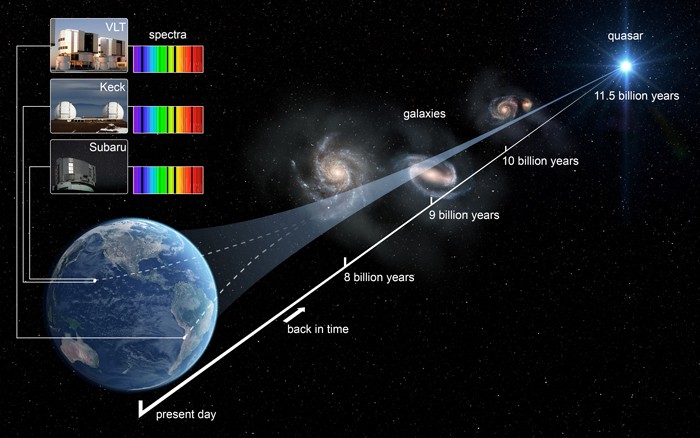 VLT
spectra
quasar
Keck
11.5 billion years
galaxies
Subaru
10 billion years
9 billion years
8 billion years
back in time
present day